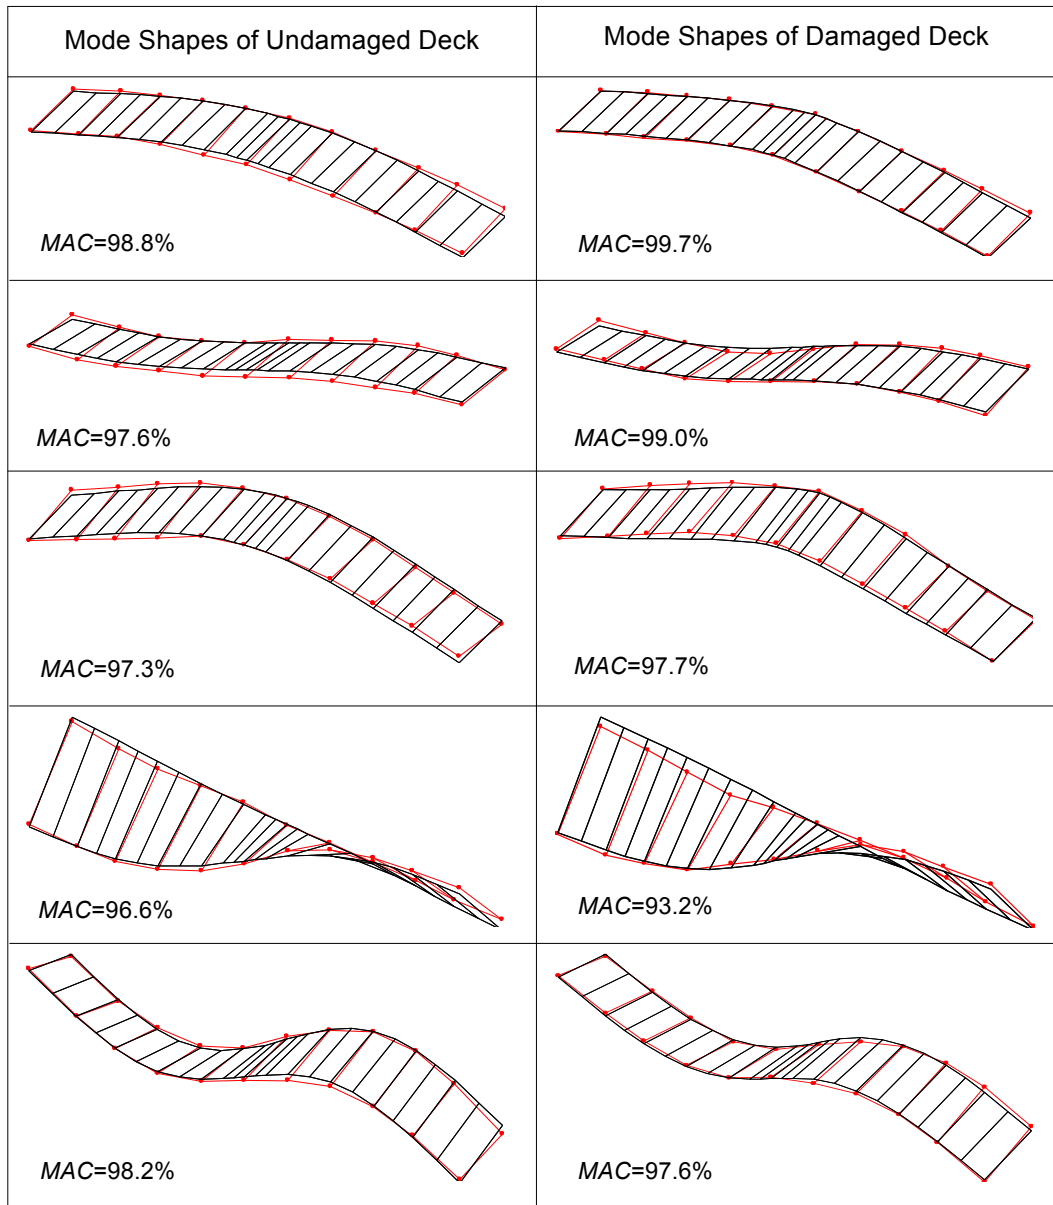 Mode Shapes of Undamaged Deck
Mode Shapes of Damaged Deck
MAC=98.8%
MAC=99.7%
MAC=97.6%
MAC=99.0%
MAC=97.3%
MAC=97.7%
MAC=96.6%
MAC=93.2%
MAC=98.2%
MAC=97.6%